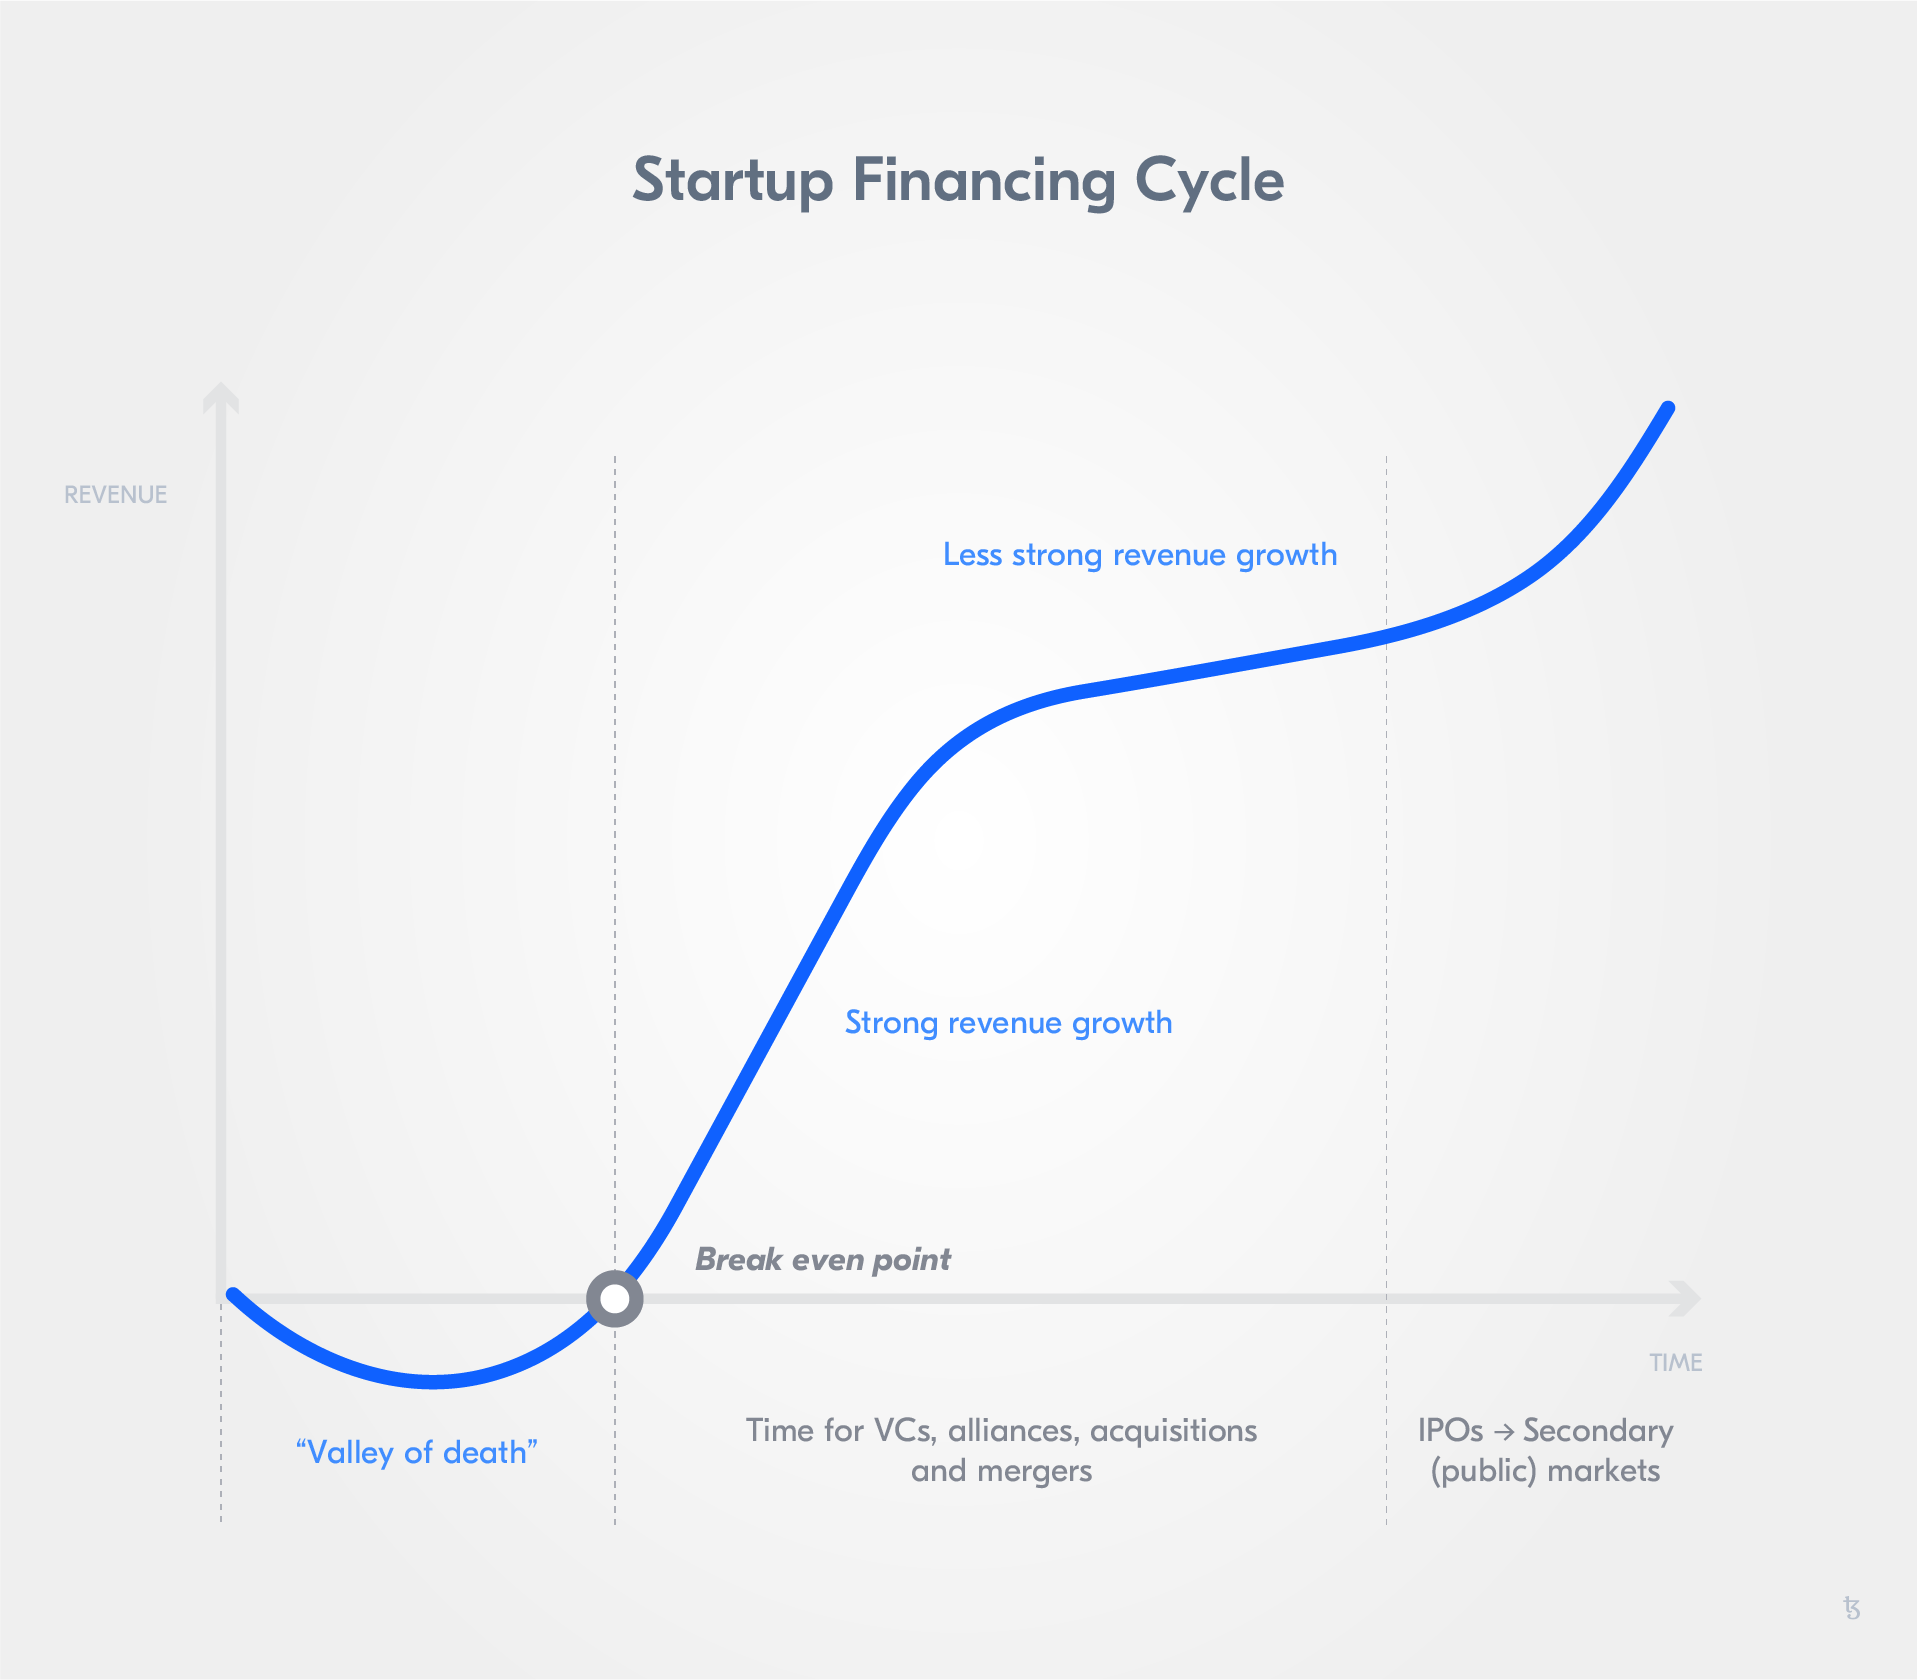 Startup Financing Cycle
REVENUE
Less strong revenue growth
Strong revenue growth
Break even point
TIME
“Valley of death”
Time for VCs, alliances, acquisitions
and mergers
IPOs → Secondary
(public) markets